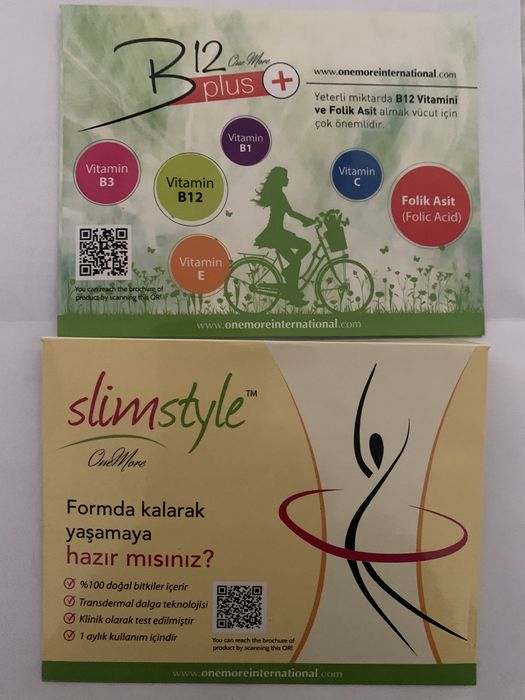 B12 One More
plus +
www.onemoreinternational.com
Yeterli miktarda B12 Vitamini
ve Folik Asit almak vücut için
çok önemlidir.
Vitamin
B1
Vitamin
B3
Vitamin
B12
Vitamin
C
Folik Asit
(Folic Acid)
Vitamin
E
You can reach the brochure of
product by scanning this QR!
www.onemoreinternational.com
slimstyle™
OneMore
Formda kalarak
yaşamaya
hazır mısınız?
%100 doğal bitkiler içerir
Transdermal dalga teknolojisi
Klinik olarak test edilmiştir
1 aylık kullanım içindir
You can reach the brochure of
product by scanning this QR!
www.onemoreinternational.com